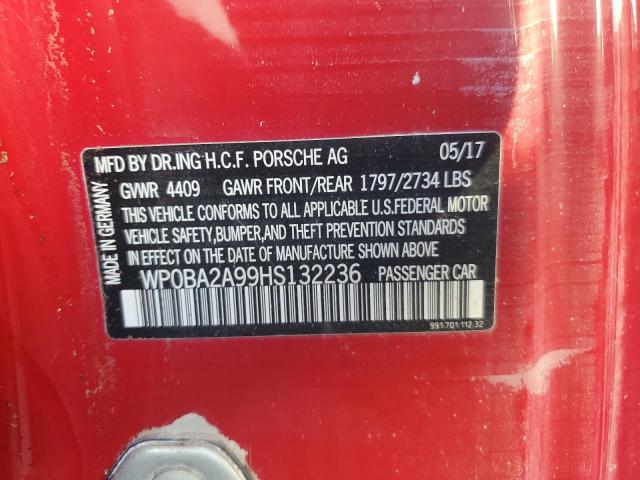 MFD BY DR.ING H.C.F. PORSCHE AG 05/17
GVWR 4409 GAWR FRONT/REAR 1797/2734 LBS
THIS VEHICLE CONFORMS TO ALL APPLICABLE U.S.FEDERAL MOTOR
VEHICLE SAFETY,BUMPER,AND THEFT PREVENTION STANDARDS
IN EFFECT ON THE DATE OF MANUFACTURE SHOWN ABOVE.
WP0BA2A99HS132236 PASSENGER CAR
991.701.112.32
MADE IN GERMANY